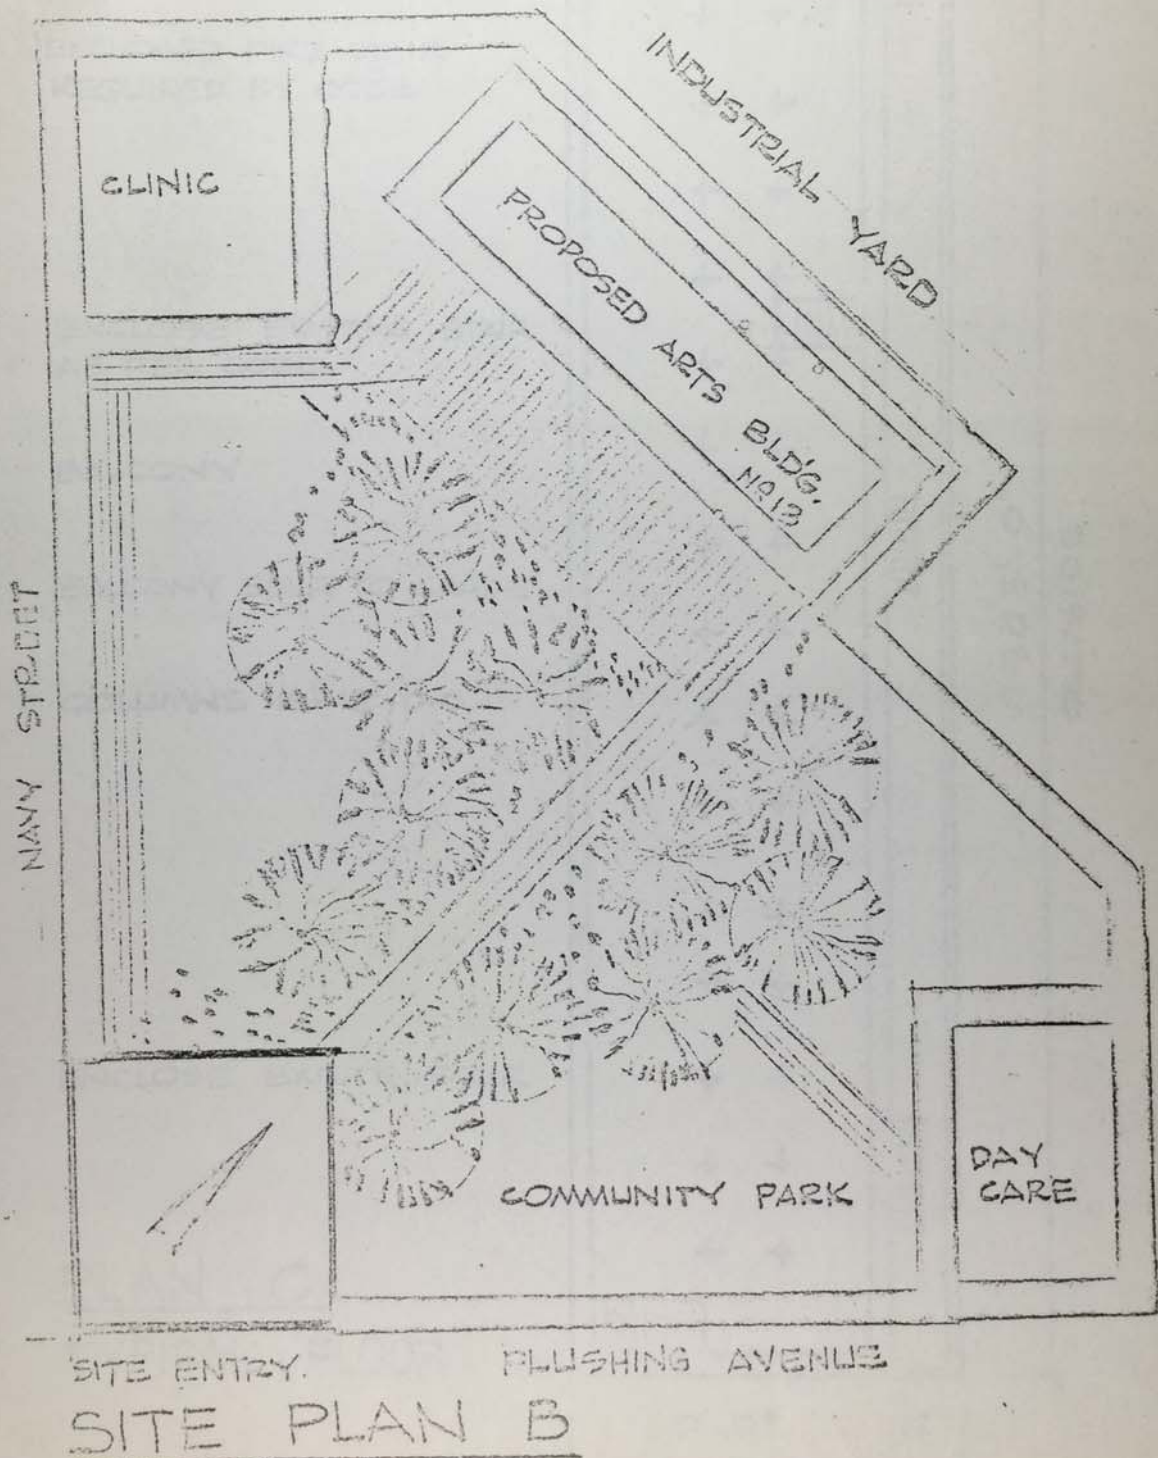 INDUSTRIAL YARD
CLINIC
PROPOSED ARTS BLDG.
Nº 13
NAVY STREET
COMMUNITY PARK
DAY
CARE
SITE ENTRY.
FLUSHING AVENUE
SITE PLAN B